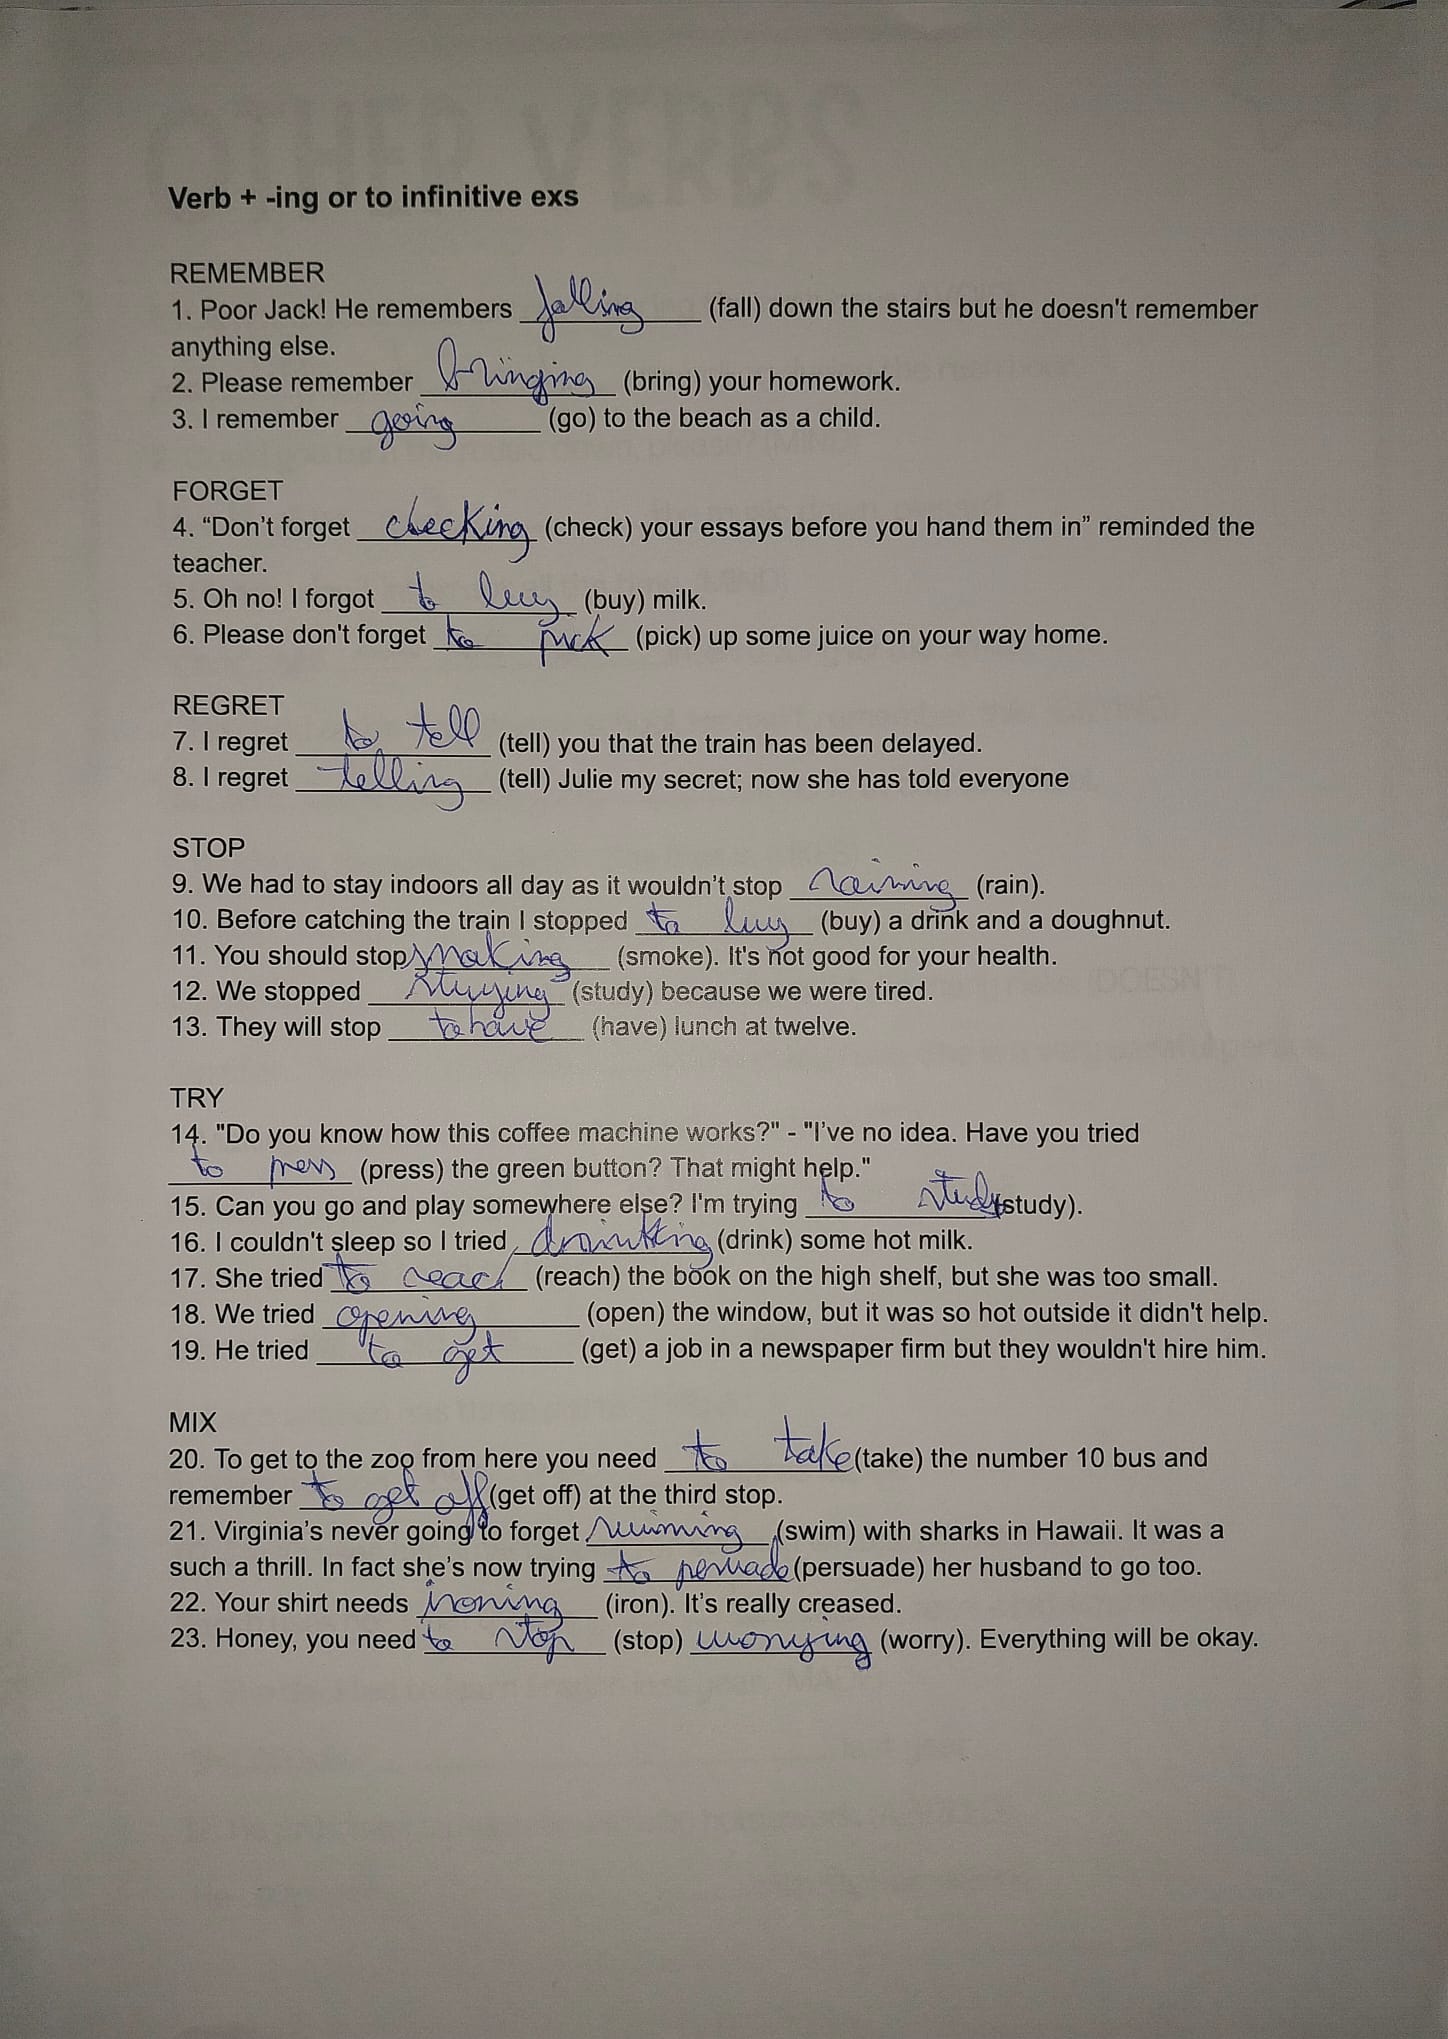 Verb + -ing or to infinitive exs
REMEMBER
1. Poor Jack! He remembers falling (fall) down the stairs but he doesn't remember
anything else.
2. Please remember bringing (bring) your homework.
3. I remember going (go) to the beach as a child.
FORGET
4. “Don’t forget checking (check) your essays before you hand them in” reminded the
teacher.
5. Oh no! I forgot to buy (buy) milk.
6. Please don't forget to pick (pick) up some juice on your way home.
REGRET
7. I regret to tell (tell) you that the train has been delayed.
8. I regret telling (tell) Julie my secret; now she has told everyone
STOP
9. We had to stay indoors all day as it wouldn’t stop raining (rain).
10. Before catching the train I stopped to buy (buy) a drink and a doughnut.
11. You should stop smoking (smoke). It's not good for your health.
12. We stopped stuying (study) because we were tired.
13. They will stop to have (have) lunch at twelve.
TRY
14. "Do you know how this coffee machine works?" - "I’ve no idea. Have you tried
to press (press) the green button? That might help."
15. Can you go and play somewhere else? I'm trying to study (study).
16. I couldn't sleep so I tried drinking (drink) some hot milk.
17. She tried to reach (reach) the book on the high shelf, but she was too small.
18. We tried opening (open) the window, but it was so hot outside it didn't help.
19. He tried to get (get) a job in a newspaper firm but they wouldn't hire him.
MIX
20. To get to the zoo from here you need to take (take) the number 10 bus and
remember to get off (get off) at the third stop.
21. Virginia’s never going to forget swimming (swim) with sharks in Hawaii. It was a
such a thrill. In fact she’s now trying to persuade (persuade) her husband to go too.
22. Your shirt needs ironing (iron). It’s really creased.
23. Honey, you need to stop (stop) worrying (worry). Everything will be okay.